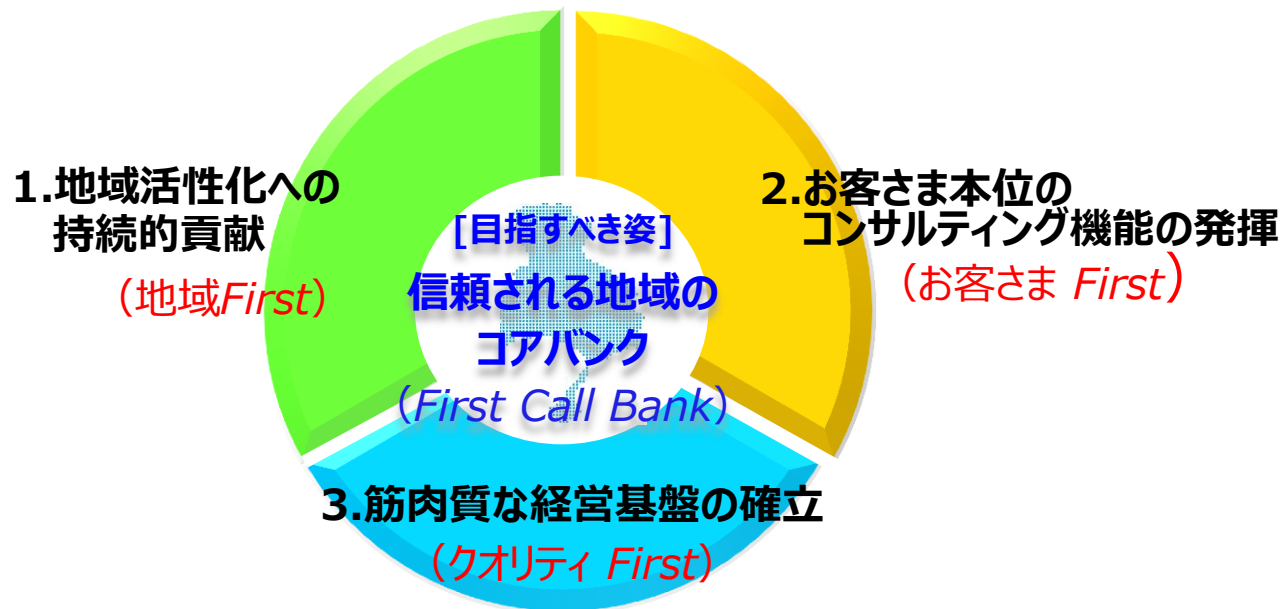 1.地域活性化への
持続的貢献
（地域First）
2.お客さま本位の
コンサルティング機能の発揮
（お客さま First）
[目指すべき姿]
信頼される地域の
コアバンク
（First Call Bank）
3.筋肉質な経営基盤の確立
（クオリティ First）